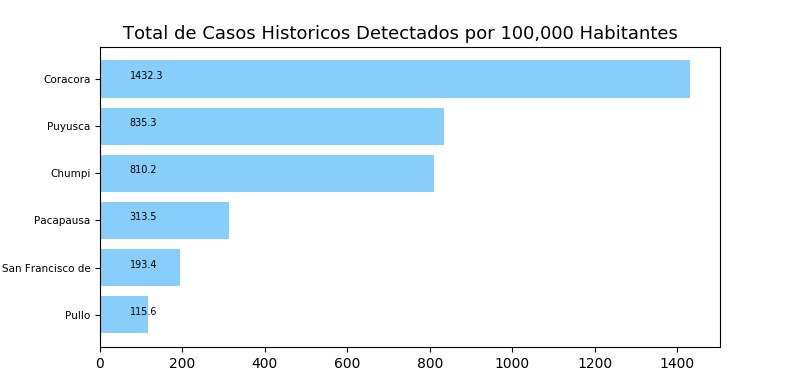 Total de Casos Historicos Detectados por 100,000 Habitantes
Coracora 1432.3
Puyusca 835.3
Chumpi 810.2
Pacapausa 313.5
San Francisco de 193.4
Pullo 115.6
0 200 400 600 800 1000 1200 1400